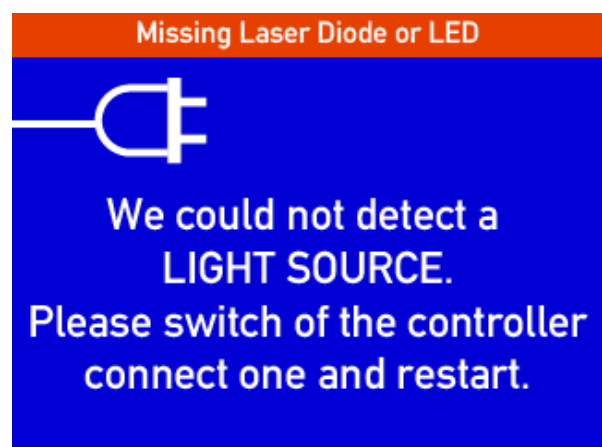 Missing Laser Diode or LED
We could not detect a
LIGHT SOURCE.
Please switch of the controller
connect one and restart.